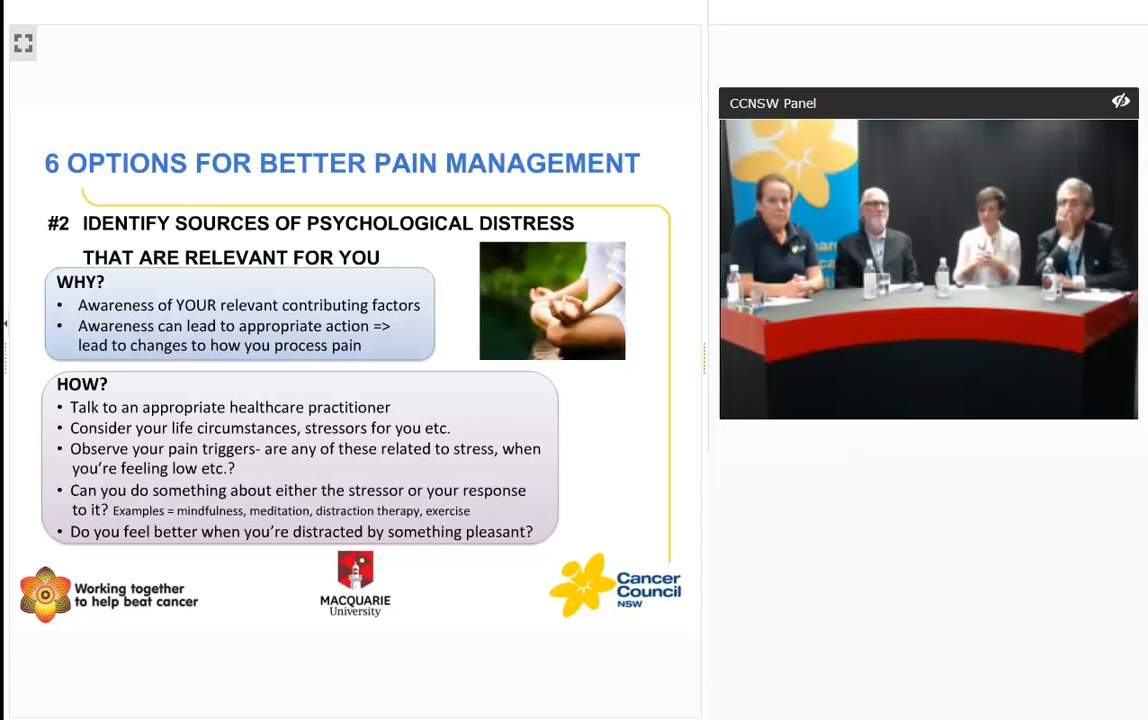 6 OPTIONS FOR BETTER PAIN MANAGEMENT
#2 IDENTIFY SOURCES OF PSYCHOLOGICAL DISTRESS
THAT ARE RELEVANT FOR YOU
WHY?
• Awareness of YOUR relevant contributing factors
• Awareness can lead to appropriate action =>
lead to changes to how you process pain
HOW?
• Talk to an appropriate healthcare practitioner
• Consider your life circumstances, stressors for you etc.
• Observe your pain triggers- are any of these related to stress, when
you're feeling low etc.?
• Can you do something about either the stressor or your response
to it? Examples = mindfulness, meditation, distraction therapy, exercise
• Do you feel better when you're distracted by something pleasant?
Working together
to help beat cancer
MACQUARIE
University
Cancer
Council
NSW
CCNSW Panel